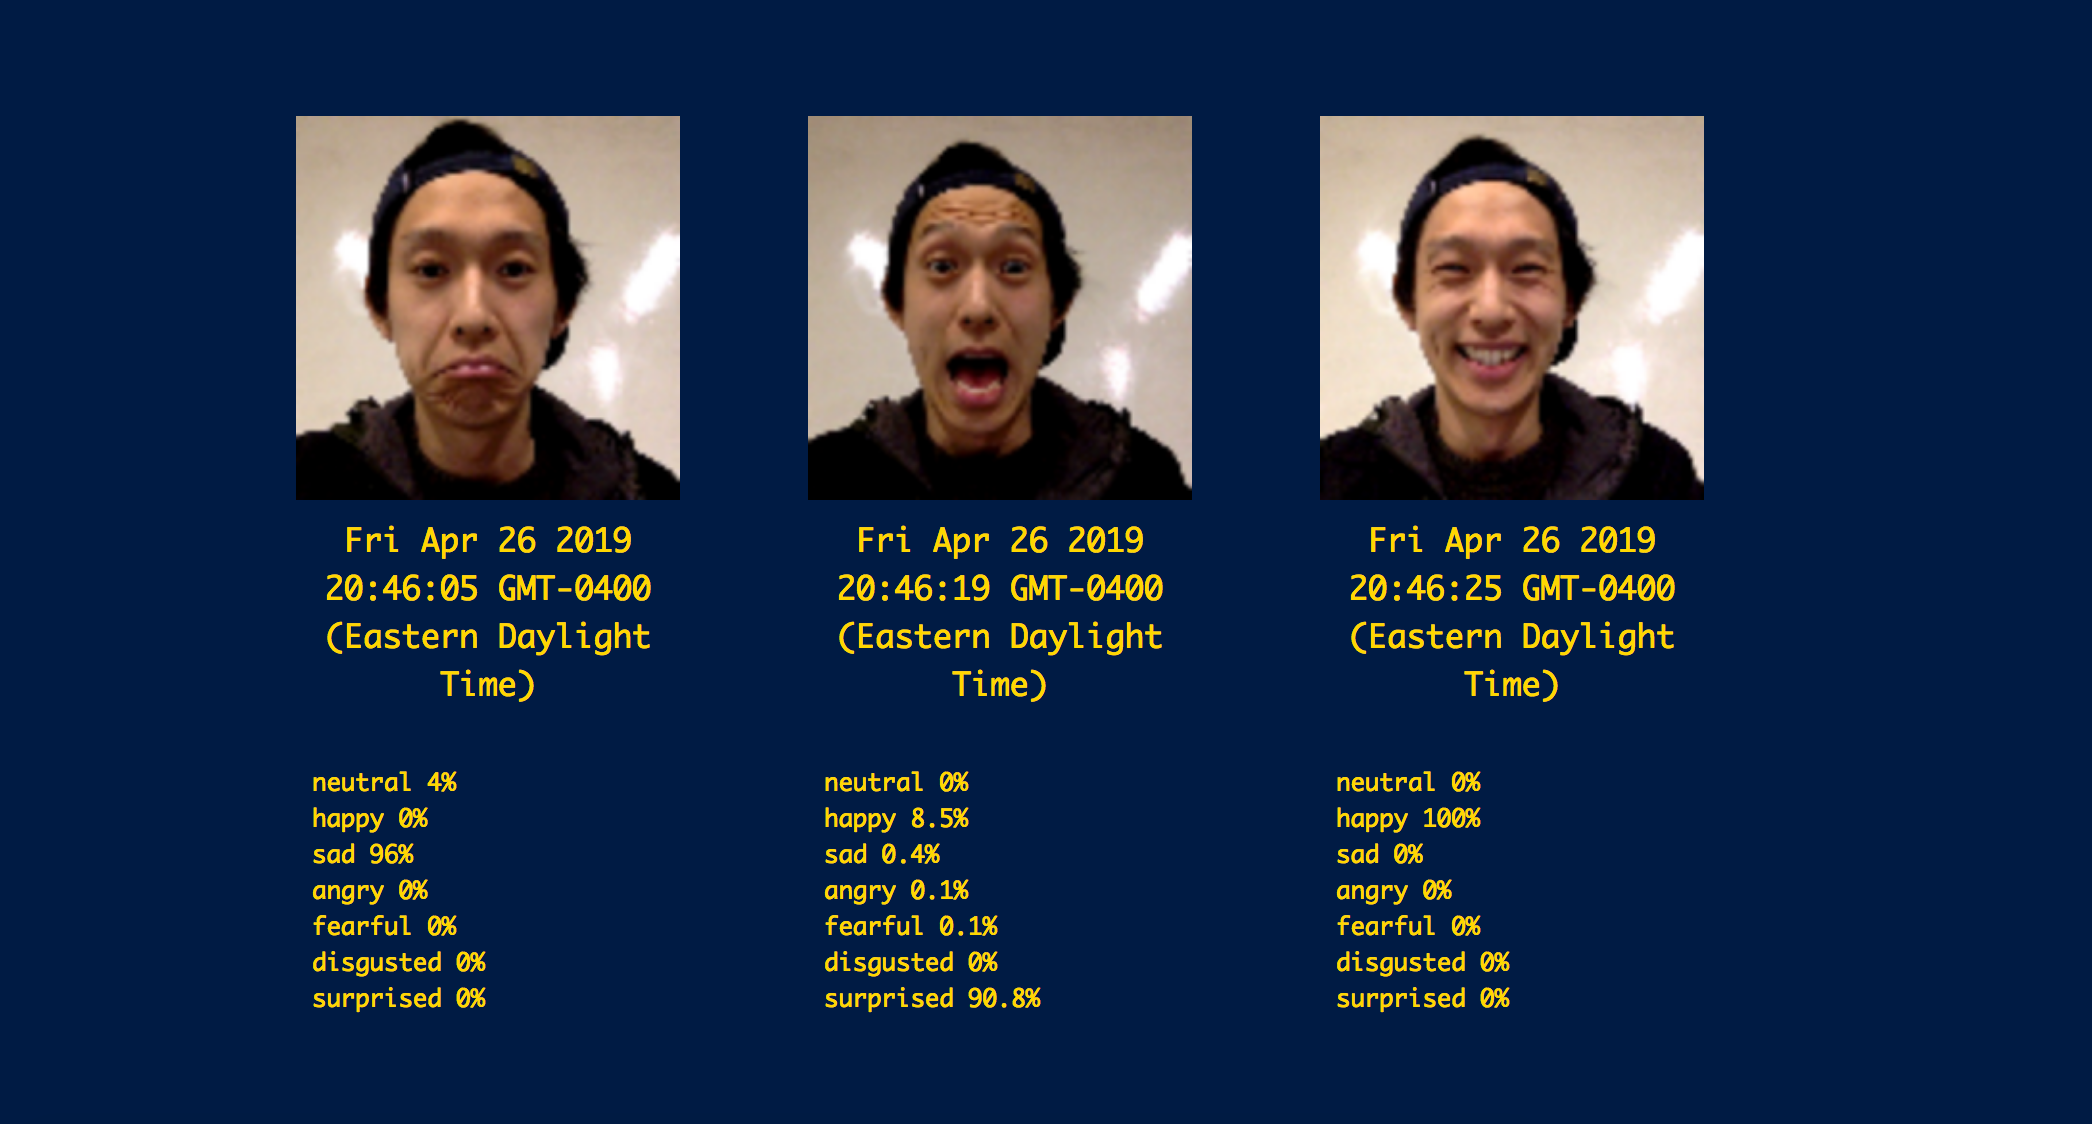 Fri Apr 26 2019
20:46:05 GMT-0400
(Eastern Daylight
Time)
neutral 4%
happy 0%
sad 96%
angry 0%
fearful 0%
disgusted 0%
surprised 0%
Fri Apr 26 2019
20:46:19 GMT-0400
(Eastern Daylight
Time)
neutral 0%
happy 8.5%
sad 0.4%
angry 0.1%
fearful 0.1%
disgusted 0%
surprised 90.8%
Fri Apr 26 2019
20:46:25 GMT-0400
(Eastern Daylight
Time)
neutral 0%
happy 100%
sad 0%
angry 0%
fearful 0%
disgusted 0%
surprised 0%